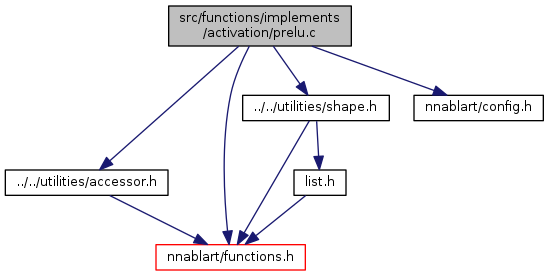 src/functions/implements
/activation/prelu.c
../../utilities/shape.h
nnablart/config.h
../../utilities/accessor.h
list.h
nnablart/functions.h